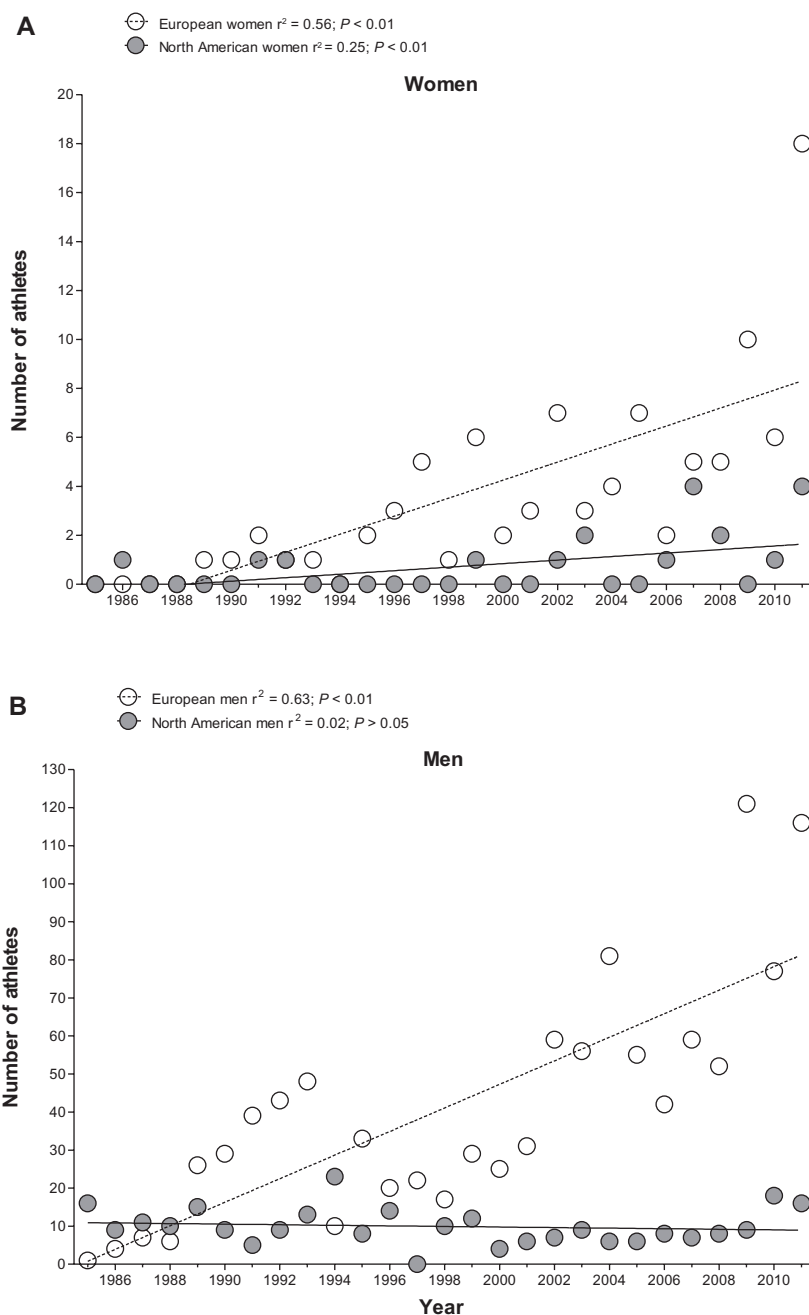 A
European women r² = 0.56; P < 0.01
North American women r² = 0.25; P < 0.01
Women
Number of athletes
20
18
16
14
12
10
8
6
4
2
0
1986 1988 1990 1992 1994 1996 1998 2000 2002 2004 2006 2008 2010
B
European men r² = 0.63; P < 0.01
North American men r² = 0.02; P > 0.05
Men
Number of athletes
130
120
110
100
90
80
70
60
50
40
30
20
10
0
1986 1988 1990 1992 1994 1996 1998 2000 2002 2004 2006 2008 2010
Year